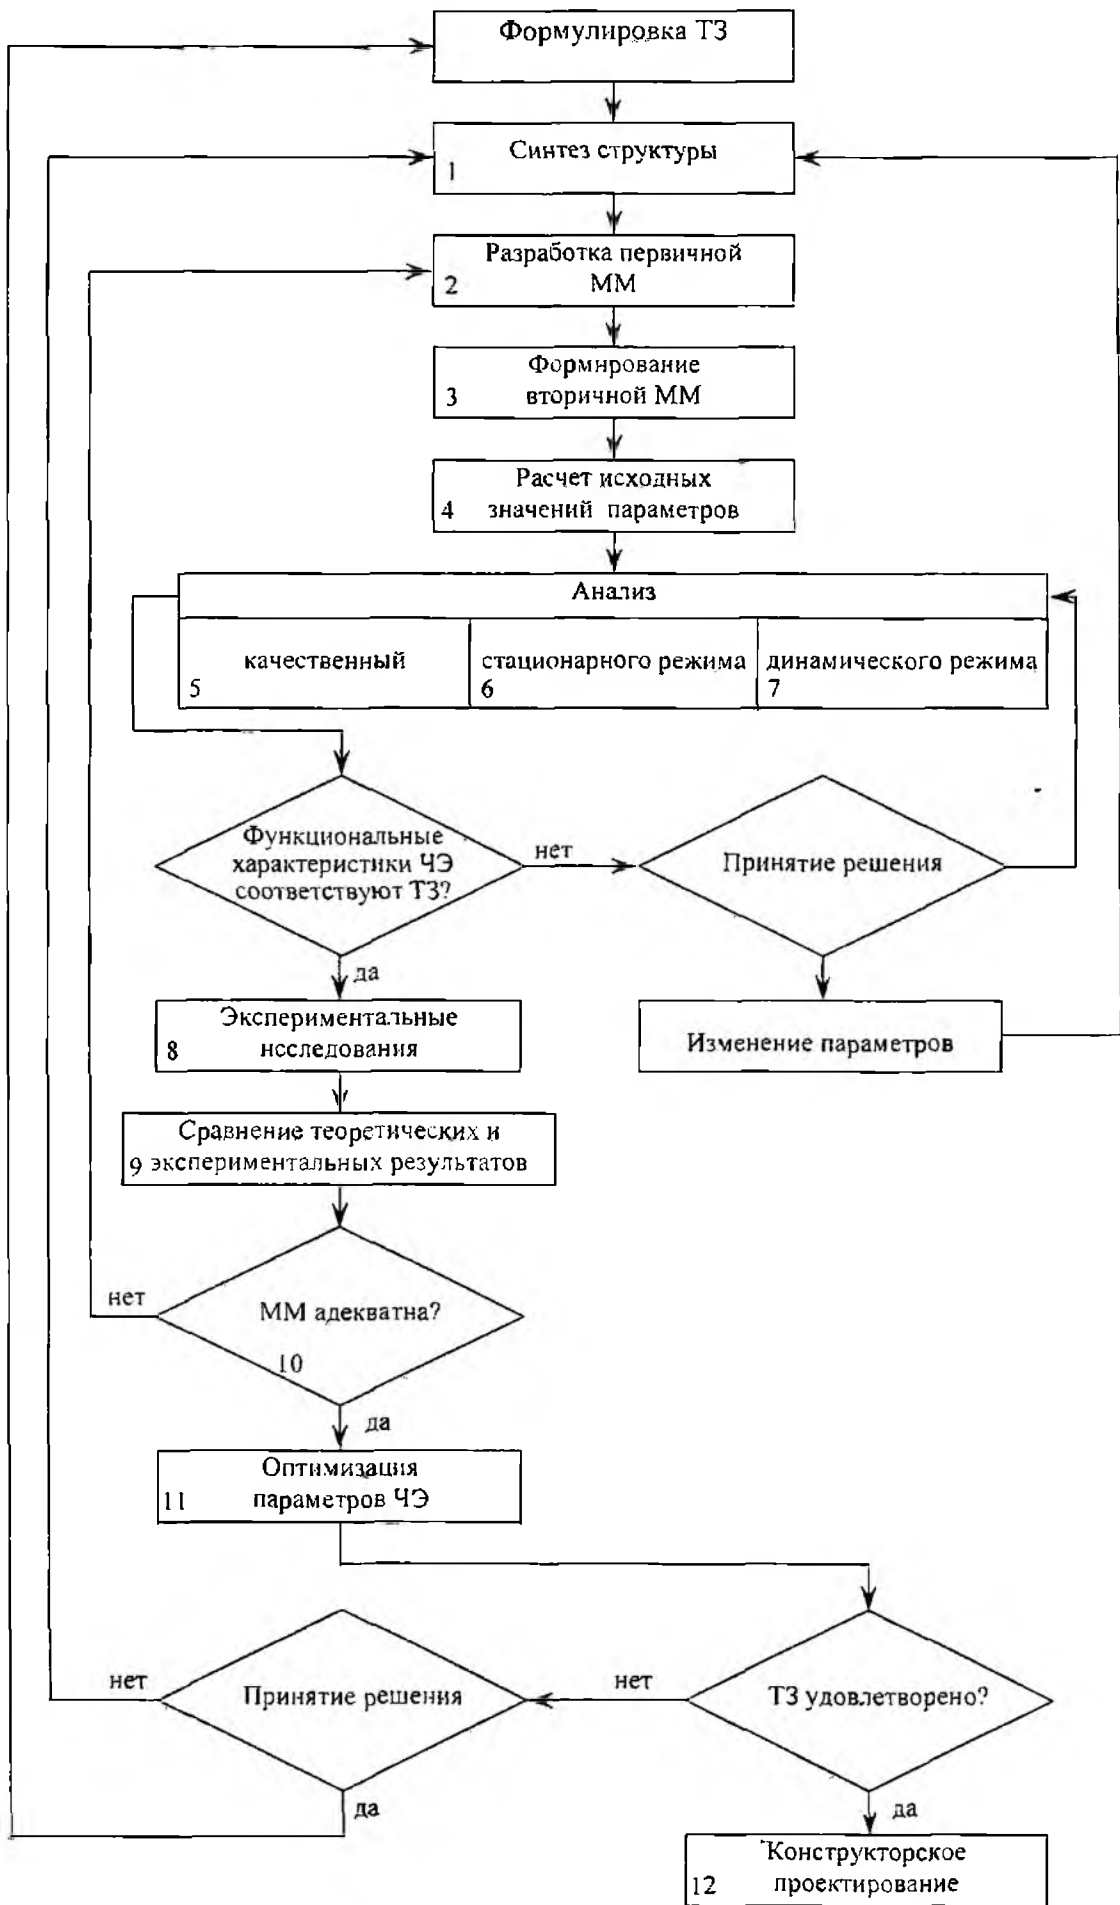 Формулировка ТЗ
Синтез структуры
1
Разработка первичной
ММ
2
Формирование
вторичной ММ
3
Расчет исходных
значений параметров
4
Анализ
качественный
5
стационарного режима
6
динамического режима
7
Функциональные
характеристики ЧЭ
соответствуют ТЗ?
нет
Принятие решения
да
Экспериментальные
исследования
8
Изменение параметров
Сравнение теоретических и
9 экспериментальных результатов
нет
ММ адекватна?
10
да
Оптимизация
параметров ЧЭ
11
нет
Принятие решения
нет
ТЗ удовлетворено?
да
да
Конструкторское
проектирование
12